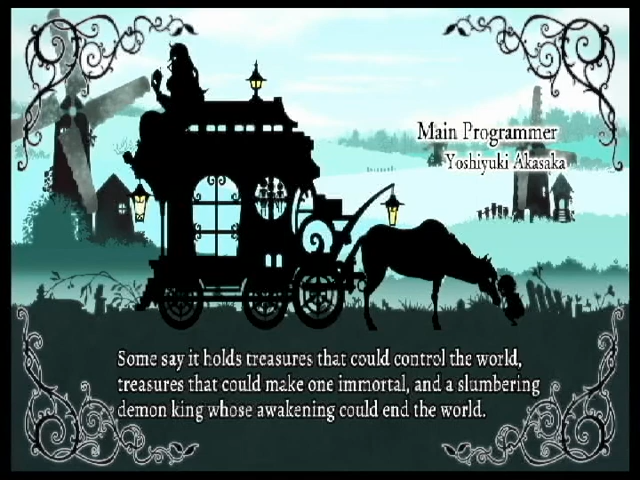 Main Programmer
Yoshiyuki Akasaka
Some say it holds treasures that could control the world,
treasures that could make one immortal, and a slumbering
demon king whose awakening could end the world.